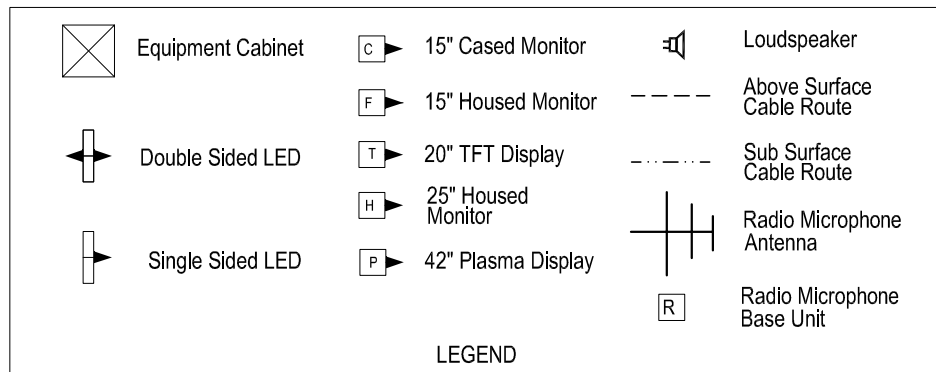 Equipment Cabinet
Double Sided LED
Single Sided LED
C 15" Cased Monitor
F 15" Housed Monitor
T 20" TFT Display
H 25" Housed
Monitor
P 42" Plasma Display
Loudspeaker
Above Surface
Cable Route
Sub Surface
Cable Route
Radio Microphone
Antenna
R Radio Microphone
Base Unit
LEGEND